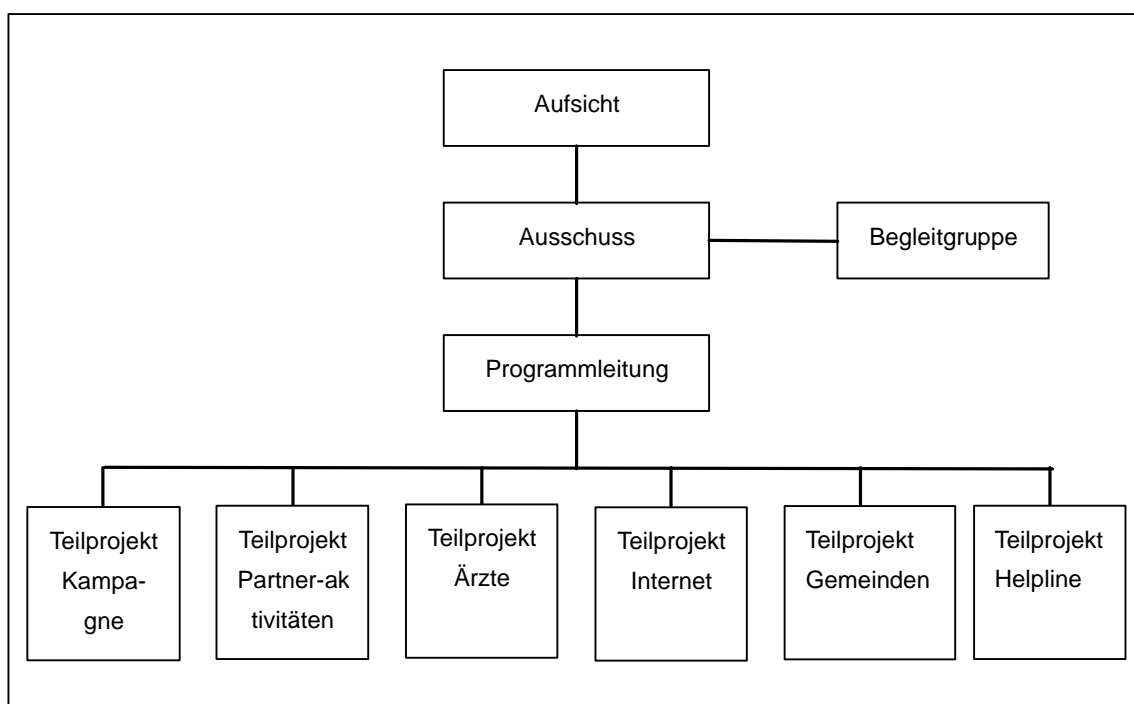 Aufsicht
Ausschuss
Begleitgruppe
Programmleitung
Teilprojekt
Kampa-
gne
Teilprojekt
Partner-ak
tivitäten
Teilprojekt
Ärzte
Teilprojekt
Internet
Teilprojekt
Gemeinden
Teilprojekt
Helpline